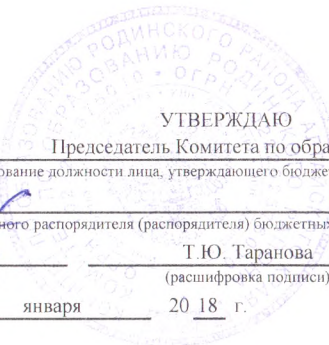 УТВЕРЖДАЮ
Председатель Комитета по обра
ование должности лица, утверждающего бюдже
ного распорядителя (распорядителя) бюджетных
Т.Ю. Таранова
(расшифровка подписи)
января 20 18 г.